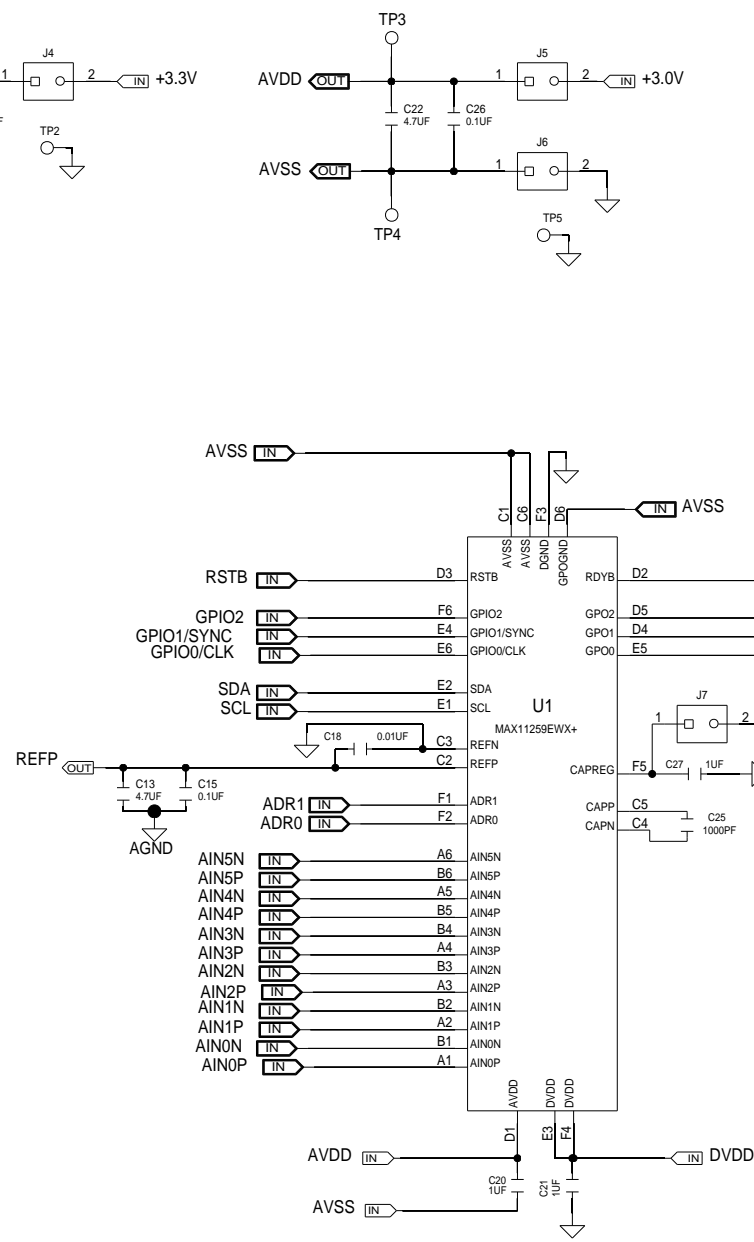 TP3
J4
1 2 IN +3.3V
TP2
J5
AVDD OUT 1 2 IN +3.0V
C22
4.7UF
C26
0.1UF
J6
AVSS OUT 1 2
TP4
TP5
AVSS IN
C1 C6 F3 D6
IN AVSS
AVSS AVSS DGND GPOGND
RSTB IN D3 RSTB
RDYB D2
GPIO2 IN F6 GPIO2
GPO2 D5
GPIO1/SYNC IN E4 GPIO1/SYNC
GPO1 D4
GPIO0/CLK IN E6 GPIO0/CLK
GPO0 E5
SDA IN E2 SDA
SCL IN E1 SCL
U1
MAX11259EWX+
J7
1 2
C18 0.01UF
C3 REFN
REFP OUT C2 REFP
CAPREG F5 C27 1UF
C13
4.7UF
C15
0.1UF
AGND
ADR1 IN F1 ADR1
ADR0 IN F2 ADR0
CAPP C5
CAPN C4
C25
1000PF
AIN5N IN A6 AIN5N
AIN5P IN B6 AIN5P
AIN4N IN A5 AIN4N
AIN4P IN B5 AIN4P
AIN3N IN B4 AIN3N
AIN3P IN A4 AIN3P
AIN2N IN B3 AIN2N
AIN2P IN A3 AIN2P
AIN1N IN B2 AIN1N
AIN1P IN A2 AIN1P
AIN0N IN B1 AIN0N
AIN0P IN A1 AIN0P
AVDD DVDD DVDD
D1 E3 F4
AVDD IN
IN DVDD
C20
1UF
C21
1UF
AVSS IN